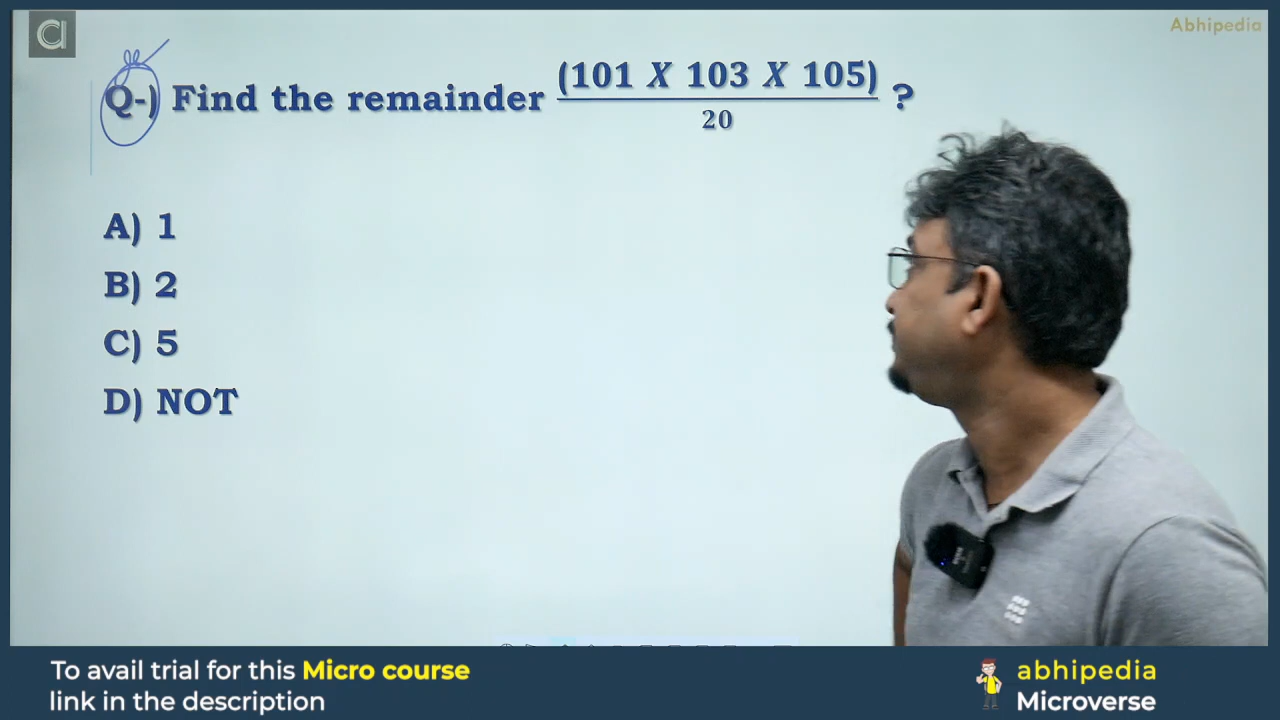 Abhipedia
Q-) Find the remainder (101 X 103 X 105) / 20 ?
A) 1
B) 2
C) 5
D) NOT
To avail trial for this Micro course
link in the description
abhipedia
Microverse